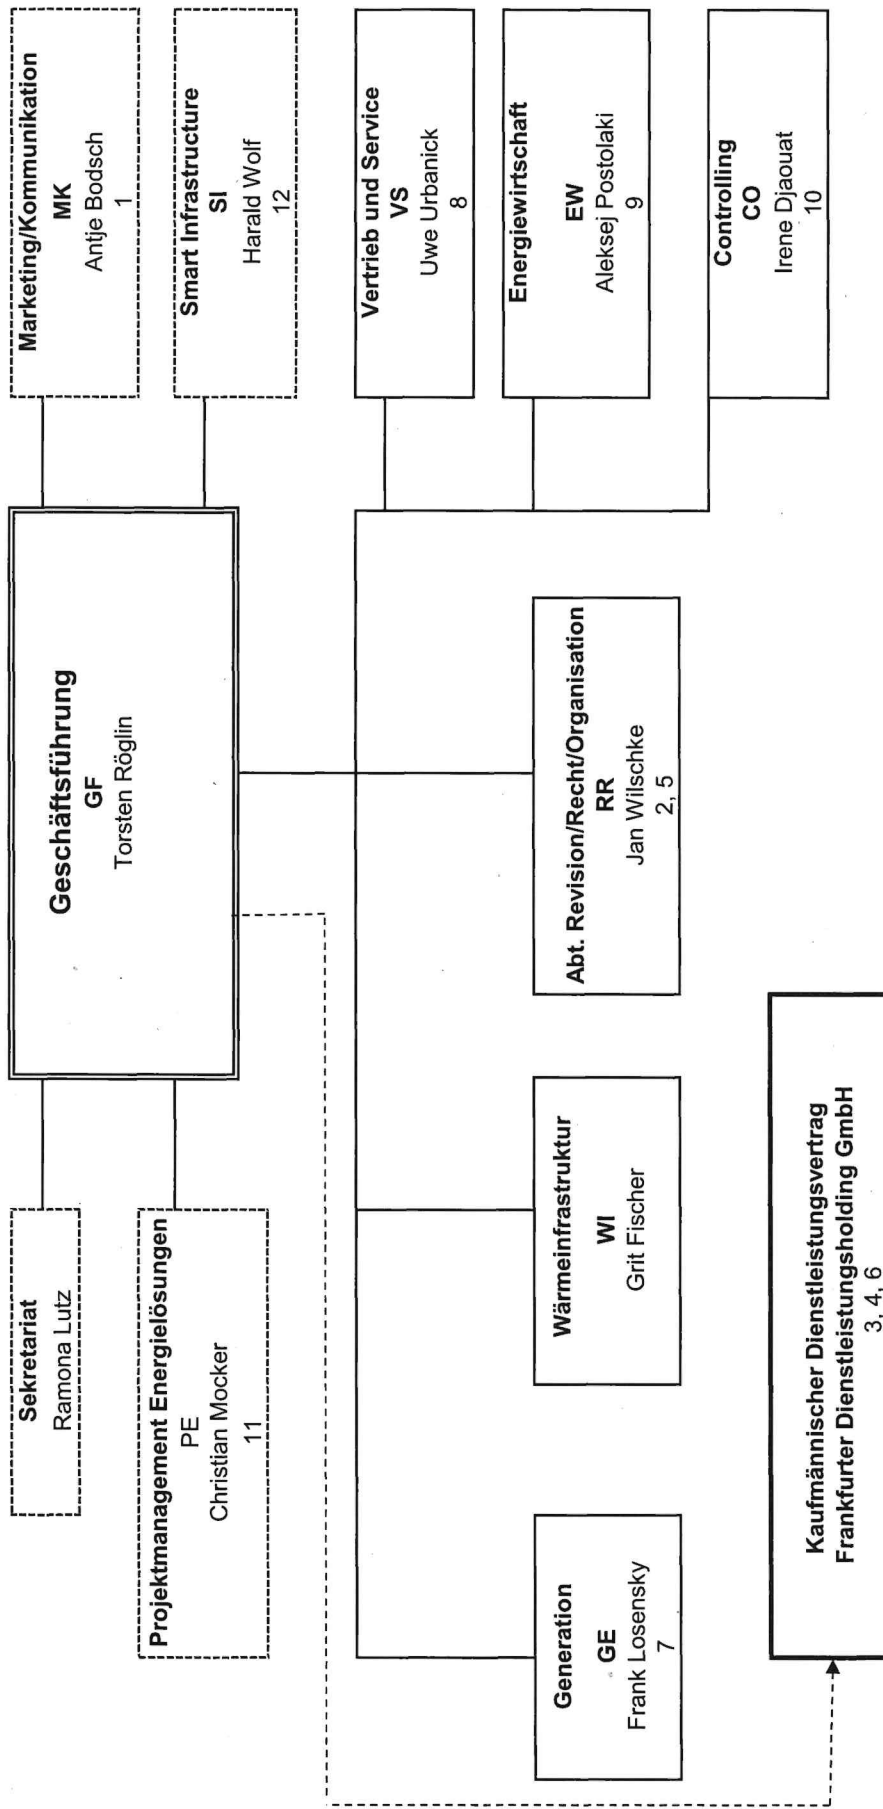 Sekretariat
Ramona Lutz
Projektmanagement Energielösungen
PE
Christian Mocker
11
Geschäftsführung
GF
Torsten Röglin
Marketing/Kommunikation
MK
Antje Bodsch
1
Smart Infrastructure
SI
Harald Wolf
12
Generation
GE
Frank Losensky
7
Wärmeinfrastruktur
WI
Grit Fischer
Abt. Revision/Recht/Organisation
RR
Jan Wilschke
2, 5
Vertrieb und Service
VS
Uwe Urbanick
8
Energiewirtschaft
EW
Aleksej Postolaki
9
Controlling
CO
Irene Djaouat
10
Kaufmännischer Dienstleistungsvertrag
Frankfurter Dienstleistungsholding GmbH
3, 4, 6